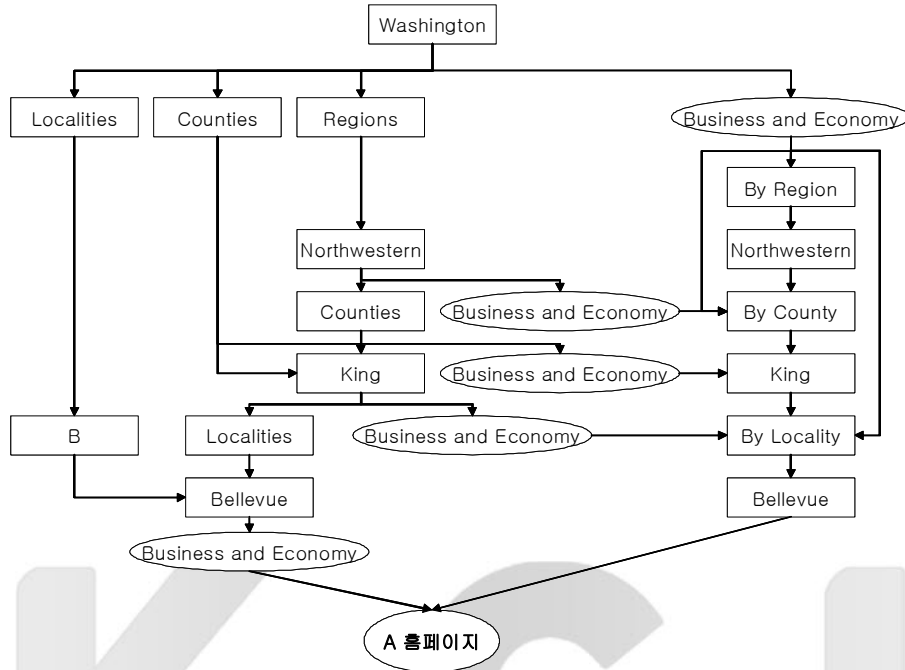 Washington
Localities
Counties
Regions
Business and Economy
By Region
Northwestern
Northwestern
Counties
Business and Economy
By County
King
Business and Economy
King
B
Localities
Business and Economy
By Locality
Bellevue
Bellevue
Business and Economy
A 홈페이지